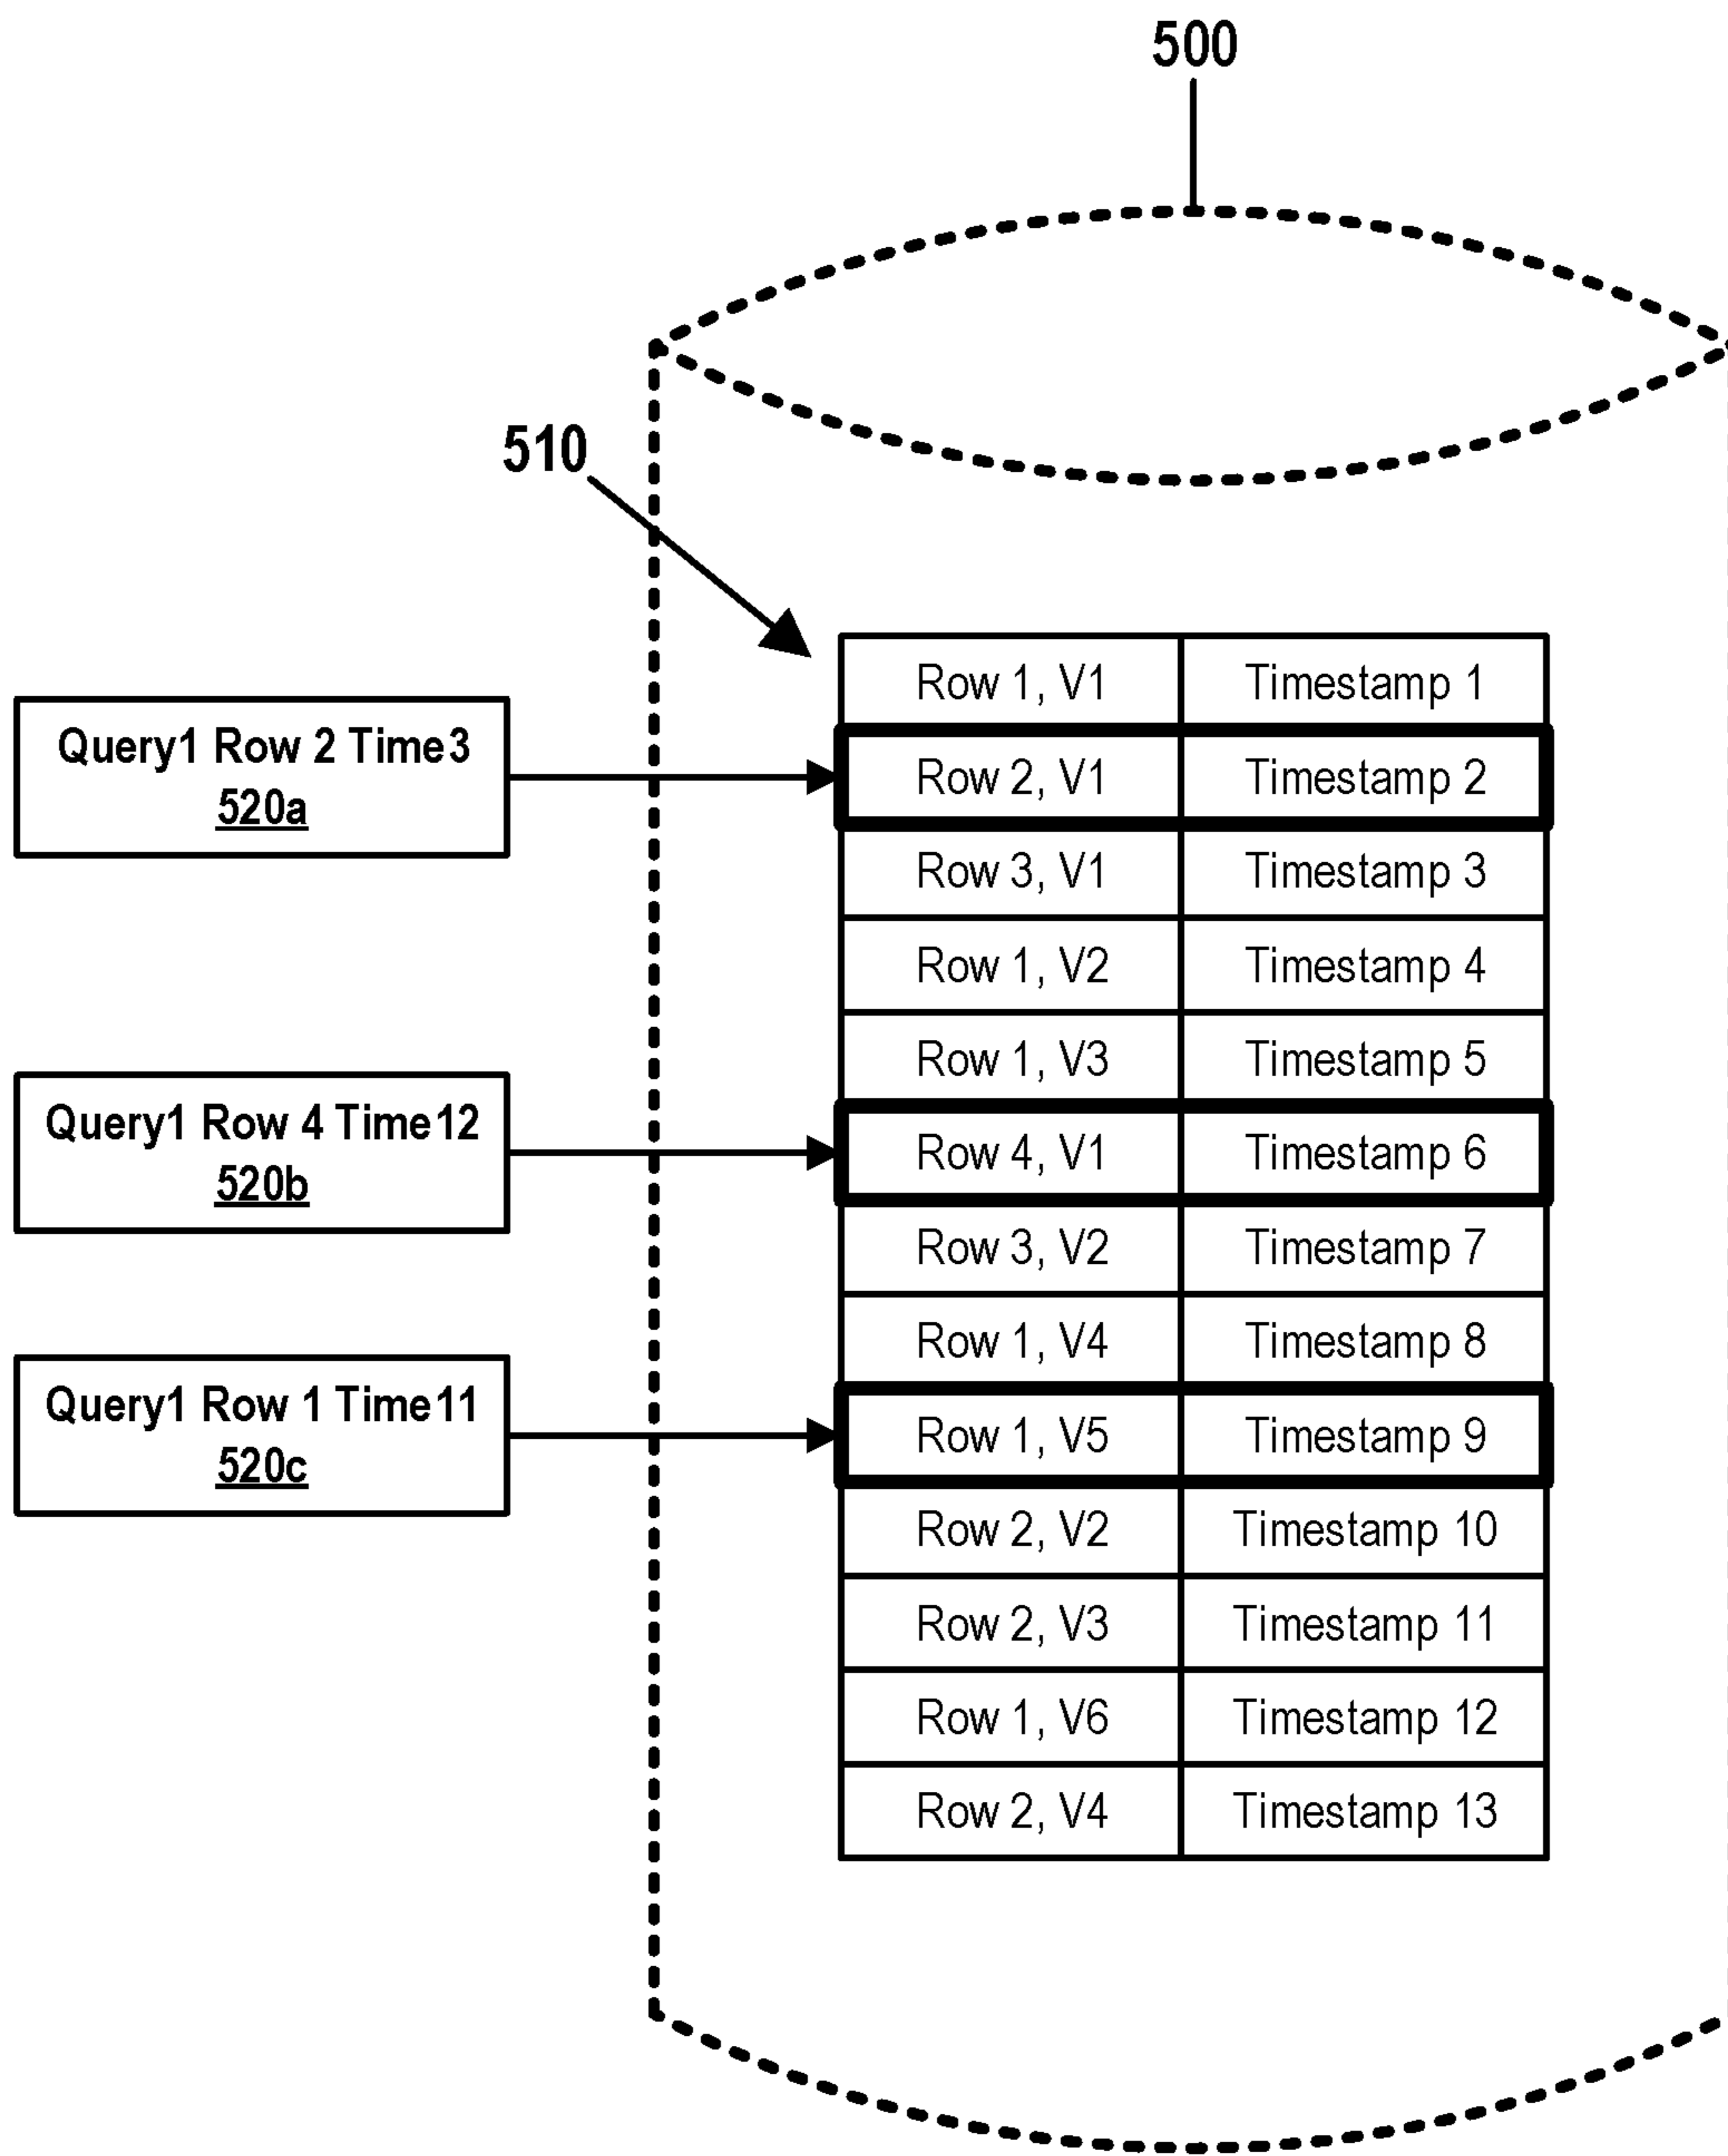 500
510
Query1 Row 2 Time3
520a
Query1 Row 4 Time12
520b
Query1 Row 1 Time11
520c
Row 1, V1 Timestamp 1
Row 2, V1 Timestamp 2
Row 3, V1 Timestamp 3
Row 1, V2 Timestamp 4
Row 1, V3 Timestamp 5
Row 4, V1 Timestamp 6
Row 3, V2 Timestamp 7
Row 1, V4 Timestamp 8
Row 1, V5 Timestamp 9
Row 2, V2 Timestamp 10
Row 2, V3 Timestamp 11
Row 1, V6 Timestamp 12
Row 2, V4 Timestamp 13